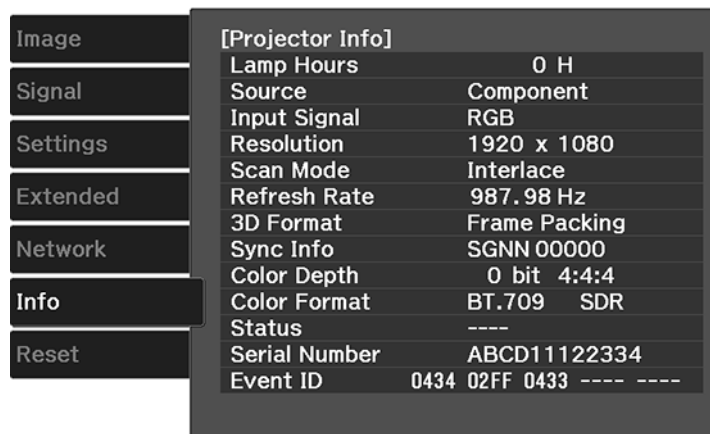 Image
Signal
Settings
Extended
Network
Info
Reset
[Projector Info]
Lamp Hours 0 H
Source Component
Input Signal RGB
Resolution 1920 x 1080
Scan Mode Interlace
Refresh Rate 987.98 Hz
3D Format Frame Packing
Sync Info SGNN 00000
Color Depth 0 bit 4:4:4
Color Format BT.709 SDR
Status ----
Serial Number ABCD11122334
Event ID 0434 02FF 0433 ---- ----